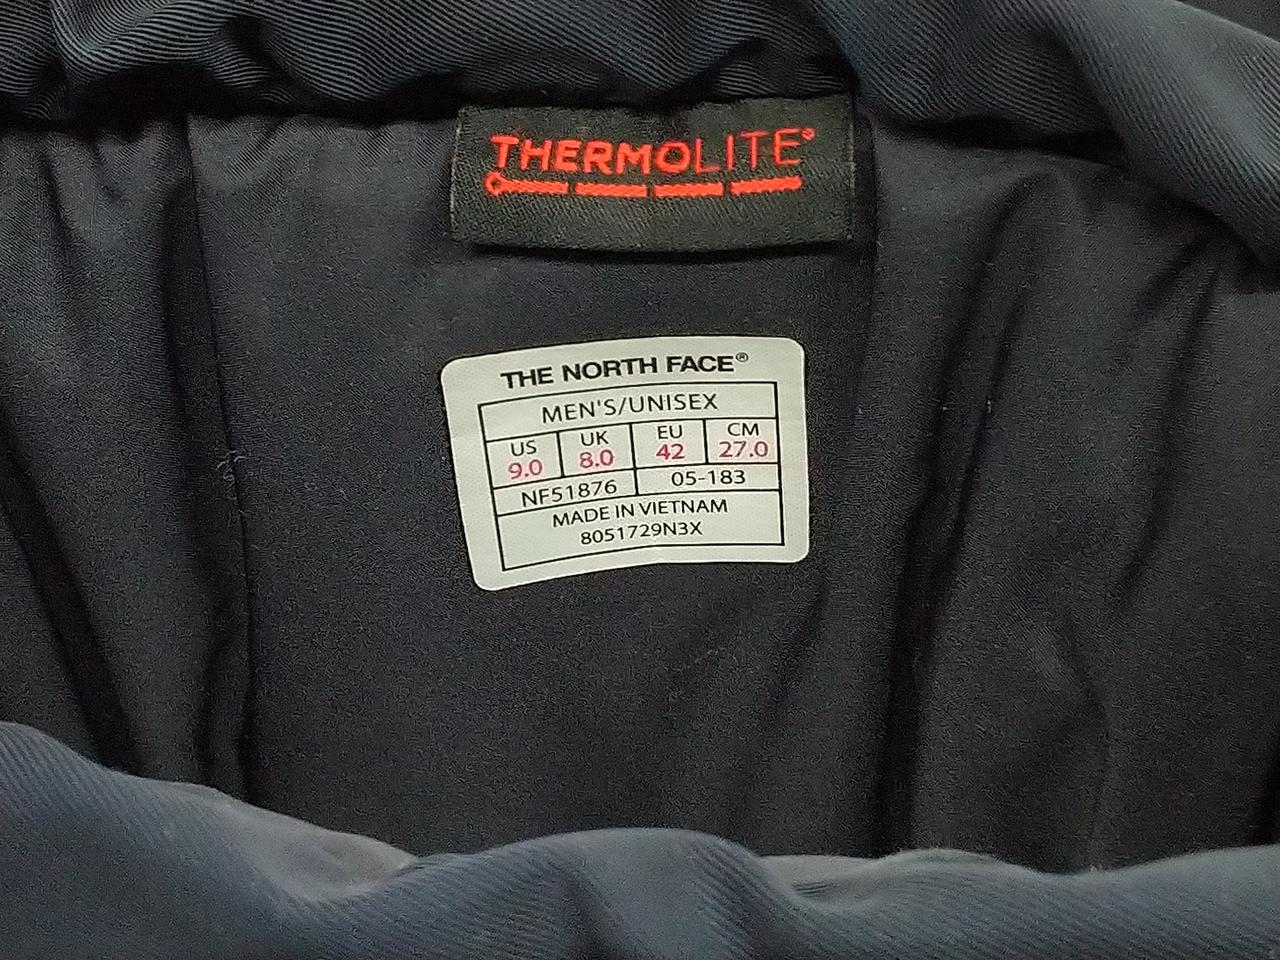 THERMOLITE®
THE NORTH FACE®
MEN'S/UNISEX
US UK EU CM
9.0 8.0 42 27.0
NF51876 05-183
MADE IN VIETNAM
8051729N3X